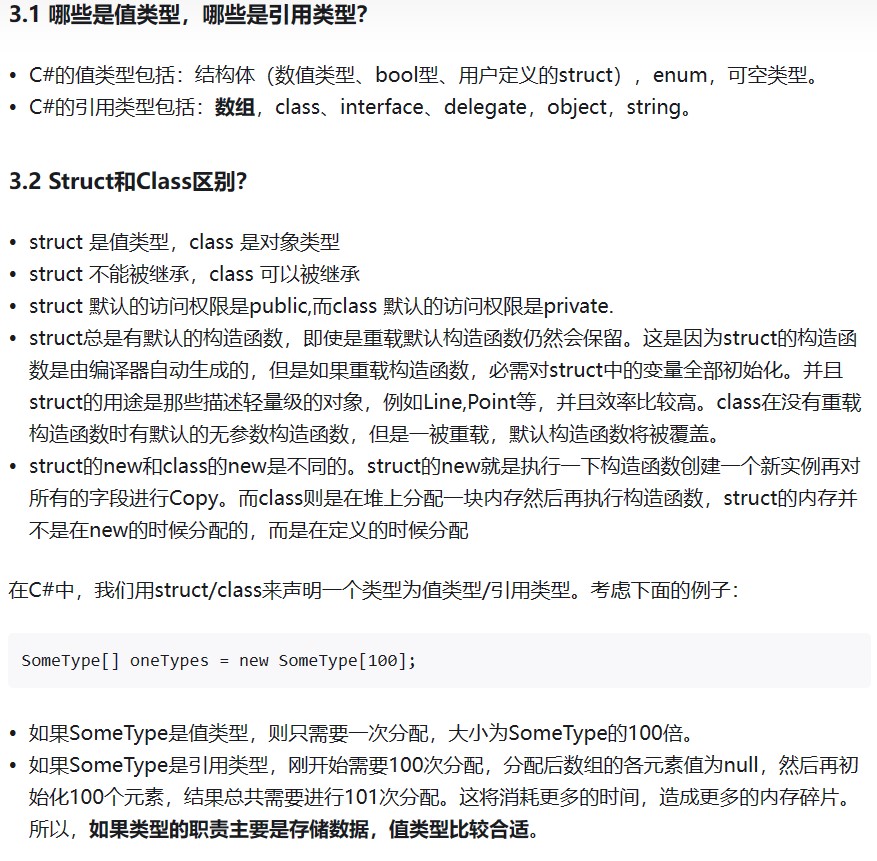 3.1 哪些是值类型，哪些是引用类型？
• C#的值类型包括：结构体（数值类型、bool型、用户定义的struct），enum，可空类型。
• C#的引用类型包括：数组，class、interface、delegate，object，string。
3.2 Struct和Class区别？
• struct 是值类型，class 是对象类型
• struct 不能被继承，class 可以被继承
• struct 默认的访问权限是public,而class 默认的访问权限是private.
• struct总是有默认的构造函数，即使是重载默认构造函数仍然会保留。这是因为struct的构造函
数是由编译器自动生成的，但是如果重载构造函数，必需对struct中的变量全部初始化。并且
struct的用途是那些描述轻量级的对象，例如Line,Point等，并且效率比较高。class在没有重载
构造函数时有默认的无参数构造函数，但是一被重载，默认构造函数将被覆盖。
• struct的new和class的new是不同的。struct的new就是执行一下构造函数创建一个新实例再对
所有的字段进行Copy。而class则是在堆上分配一块内存然后再执行构造函数，struct的内存并
不是在new的时候分配的，而是在定义的时候分配
在C#中，我们用struct/class来声明一个类型为值类型/引用类型。考虑下面的例子：
SomeType[] oneTypes = new SomeType[100];
• 如果SomeType是值类型，则只需要一次分配，大小为SomeType的100倍。
• 如果SomeType是引用类型，刚开始需要100次分配，分配后数组的各元素值为null，然后再初
始化100个元素，结果总共需要进行101次分配。这将消耗更多的时间，造成更多的内存碎片。
所以，如果类型的职责主要是存储数据，值类型比较合适。